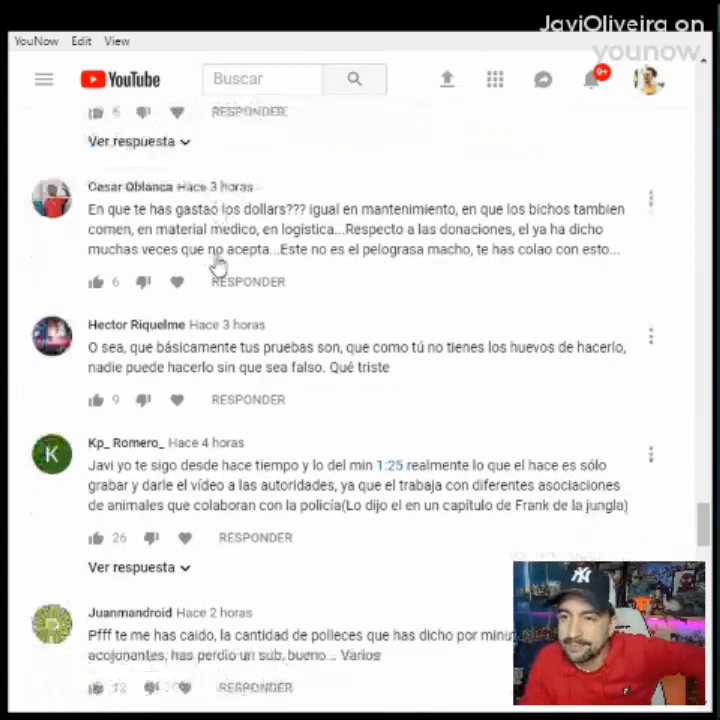 JaviOliveira on
younow
YouNow Edit View
YouTube
Buscar
9+
6 RESPONDER
Ver respuesta
Cesar Oblanca Hace 3 horas
En que te has gastao los dollars??? igual en mantenimiento, en que los bichos tambien
comen, en material medico, en logistica...Respecto a las donaciones, el ya ha dicho
muchas veces que no acepta...Este no es el pelograsa macho, te has colao con esto...
6 RESPONDER
Hector Riquelme Hace 3 horas
O sea, que básicamente tus pruebas son, que como tú no tienes los huevos de hacerlo,
nadie puede hacerlo sin que sea falso. Qué triste
9 RESPONDER
Kp_ Romero_ Hace 4 horas
K
Javi yo te sigo desde hace tiempo y lo del min 1:25 realmente lo que el hace es sólo
grabar y darle el vídeo a las autoridades, ya que el trabaja con diferentes asociaciones
de animales que colaboran con la policía(Lo dijo el en un capítulo de Frank de la jungla)
26 RESPONDER
Ver respuesta
Juanmandroid Hace 2 horas
Pfff te me has caido, la cantidad de polleces que has dicho por
acojonantes, has perdio un sub, bueno... Varios
RESPONDER